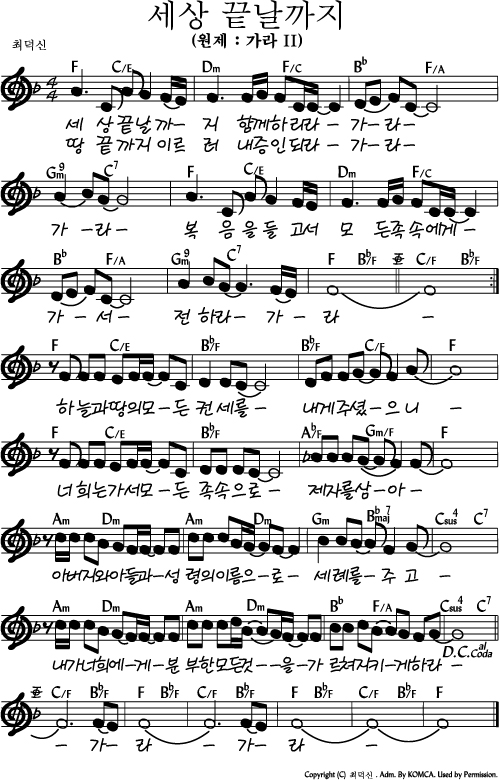 세상 끝날까지
(원제 : 가라 II)
최덕신
F C/E Dm F/C B♭ F/A
세 상 끝 날 까 - 지 함께하리라 - 가 - 라 -
땅 끝 까지 이르 러 내증인되라 - 가 - 라 -
Gm9 C7 F C/E Dm F/C
가 - 라 - 복 음 을 들 고서 모 든족 속에게 -
B♭ F/A Gm9 C7 F B♭/F C/F B♭/F
가 - 서 - 전 하라 - 가 - 라 -
F C/E B♭/F B♭/F C/F F
하 늘과땅의모 - 든 권 세를 - 내게주셨 - 으 니 -
F C/E B♭/F A♭/F Gm/F F
너 희는가서모 - 든 족속으로 - 제자를삼 - 아 -
Am Dm Am Dm Gm B♭maj7 Csus4 C7
아버지와아들과 - 성 령의이름으 - 로 - 세 례를 - 주 고 -
Am Dm Am Dm B♭ F/A Csus4 C7
내가너희에 - 게 - 분 부한모든것 - - 을 - 가 르쳐지키 - 게하라 -
D.C. al Coda
C/F B♭/F F B♭/F C/F B♭/F F
- 가 - 라 - 가 - 라 -
Copyright (C) 최덕신 . Adm. By KOMCA. Used by Permission.